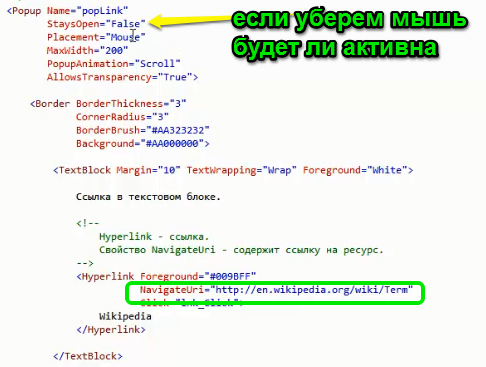 <Popup Name="popLink"
StaysOpen="False"
Placement="Mouse"
MaxWidth="200"
PopupAnimation="Scroll"
AllowsTransparency="True">
если уберем мышь
будет ли активна
<Border BorderThickness="3"
CornerRadius="3"
BorderBrush="#AA323232"
Background="#AA000000">
<TextBlock Margin="10" TextWrapping="Wrap" Foreground="White">
Ссылка в текстовом блоке.
<!--
Hyperlink - ссылка.
Свойство NavigateUri - содержит ссылку на ресурс.
-->
<Hyperlink Foreground="#009BFF"
NavigateUri="http://en.wikipedia.org/wiki/Term"
Click="lnk_Click">
Wikipedia
</Hyperlink>
</TextBlock>